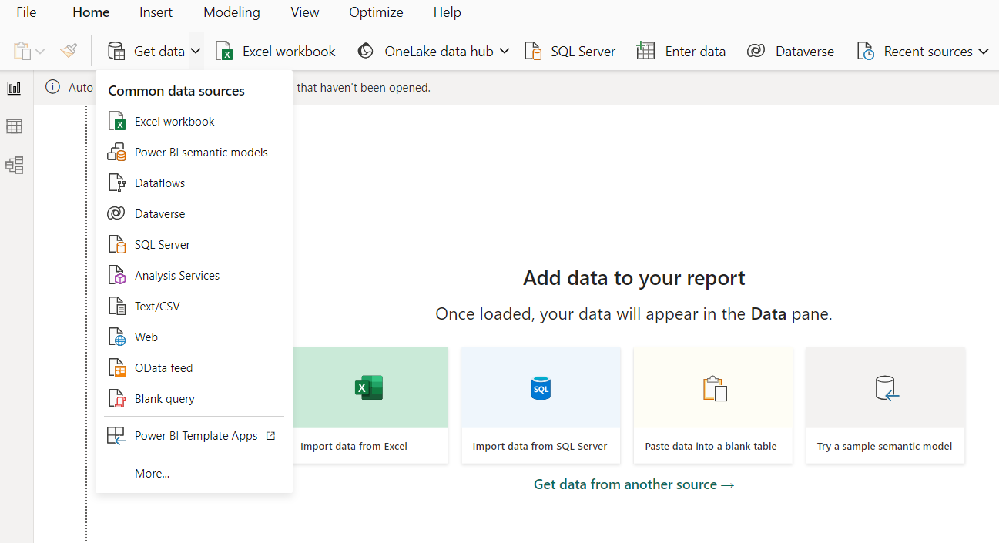 File Home Insert Modeling View Optimize Help
Get data Excel workbook OneLake data hub SQL Server Enter data Dataverse Recent sources
Auto that haven't been opened.
Common data sources
Excel workbook
Power BI semantic models
Dataflows
Dataverse
SQL Server
Analysis Services
Text/CSV
Web
OData feed
Blank query
Power BI Template Apps
More...
Add data to your report
Once loaded, your data will appear in the Data pane.
SQL
Import data from Excel Import data from SQL Server Paste data into a blank table Try a sample semantic model
Get data from another source →